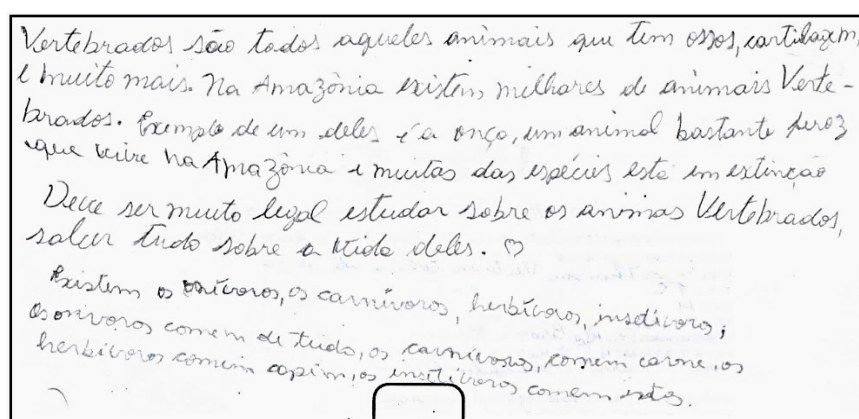 Vertebrados são todos aqueles animais que tem ossos, cartilagem,
e muito mais. Na Amazônia existem milhares de animais Verte-
brados. Exemplo de um deles é a onça, um animal bastante feroz
que vive na Amazônia e muitas das espécies está em extinção
Deve ser muito legal estudar sobre os animas Vertebrados,
saber tudo sobre a vida deles. ♡
Existem os onívoros, os carnívoros, herbívoros, insetívoros;
Os onivoros comem de tudo, os carnívoros, comem carne, os
herbívoros comem capim, os insetívoros comem